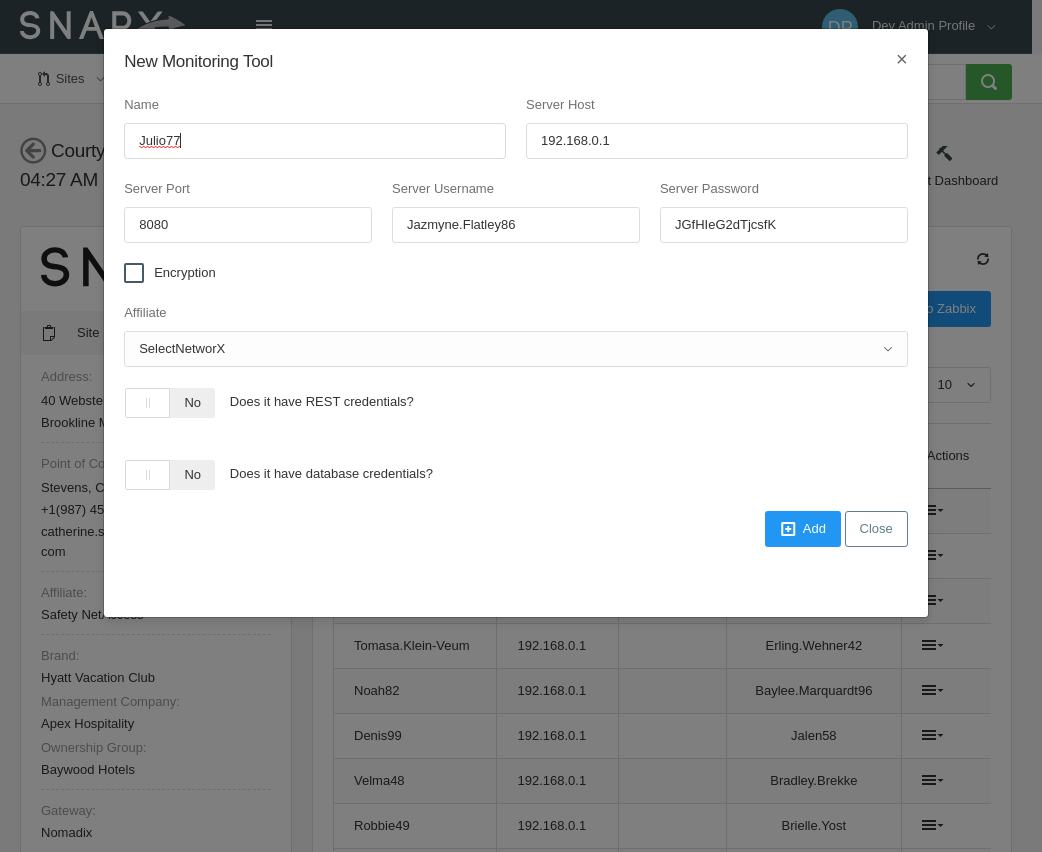 SNAPX
DP
Dev Admin Profile
Sites
New Monitoring Tool
×
Name
Server Host
Julio77
192.168.0.1
Courty
04:27 AM
Dashboard
Server Port
Server Username
Server Password
8080
Jazmyne.Flatley86
JGfHIeG2dTjcsfK
SN
Encryption
Zabbix
Affiliate
Site
SelectNetworX
Address:
10
40 Webste
No
Does it have REST credentials?
Brookline
Actions
Point of Co
No
Does it have database credentials?
Stevens, C
+1(987) 45
catherine.s
com
Add
Close
Affiliate:
Safety NetAccess
Tomasa.Klein-Veum
192.168.0.1
Erling.Wehner42
Brand:
Hyatt Vacation Club
Noah82
192.168.0.1
Baylee.Marquardt96
Management Company:
Apex Hospitality
Denis99
192.168.0.1
Jalen58
Ownership Group:
Baywood Hotels
Velma48
192.168.0.1
Bradley.Brekke
Gateway:
Nomadix
Robbie49
192.168.0.1
Brielle.Yost